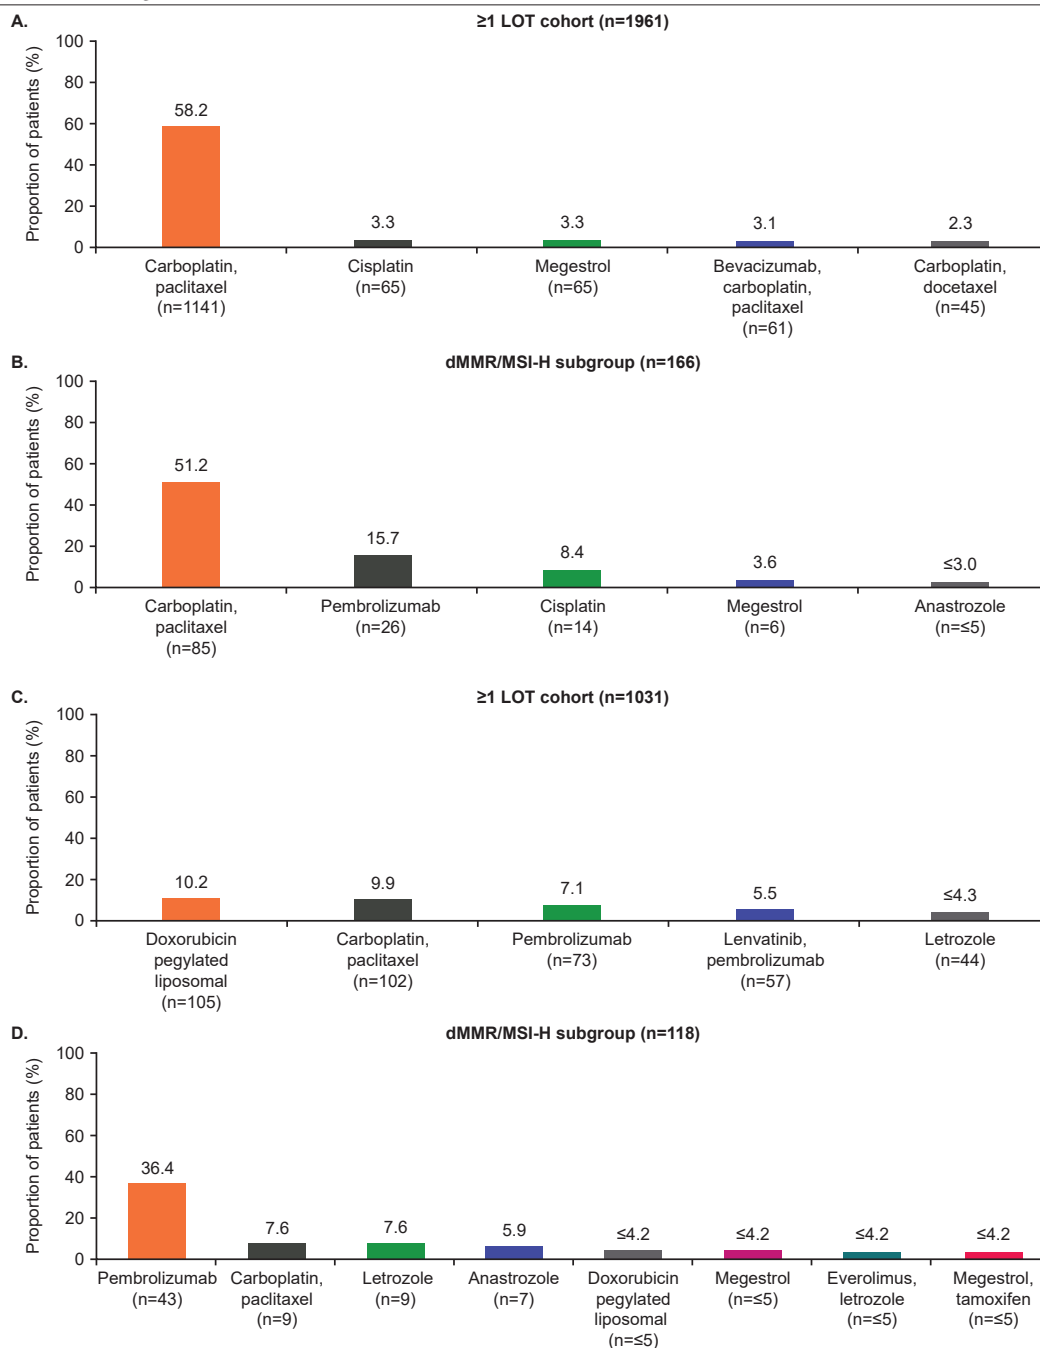 A.
≥1 LOT cohort (n=1961)
Proportion of patients (%)
100
80
60
40
20
0
58.2
3.3
3.3
3.1
2.3
Carboplatin,
paclitaxel
(n=1141)
Cisplatin
(n=65)
Megestrol
(n=65)
Bevacizumab,
carboplatin,
paclitaxel
(n=61)
Carboplatin,
docetaxel
(n=45)
B.
dMMR/MSI-H subgroup (n=166)
Proportion of patients (%)
100
80
60
40
20
0
51.2
15.7
8.4
3.6
≤3.0
Carboplatin,
paclitaxel
(n=85)
Pembrolizumab
(n=26)
Cisplatin
(n=14)
Megestrol
(n=6)
Anastrozole
(n=≤5)
C.
≥1 LOT cohort (n=1031)
Proportion of patients (%)
100
80
60
40
20
0
10.2
9.9
7.1
5.5
≤4.3
Doxorubicin
pegylated
liposomal
(n=105)
Carboplatin,
paclitaxel
(n=102)
Pembrolizumab
(n=73)
Lenvatinib,
pembrolizumab
(n=57)
Letrozole
(n=44)
D.
dMMR/MSI-H subgroup (n=118)
Proportion of patients (%)
100
80
60
40
20
0
36.4
7.6
7.6
5.9
≤4.2
≤4.2
≤4.2
≤4.2
Pembrolizumab
(n=43)
Carboplatin,
paclitaxel
(n=9)
Letrozole
(n=9)
Anastrozole
(n=7)
Doxorubicin
pegylated
liposomal
(n=≤5)
Megestrol
(n=≤5)
Everolimus,
letrozole
(n=≤5)
Megestrol,
tamoxifen
(n=≤5)